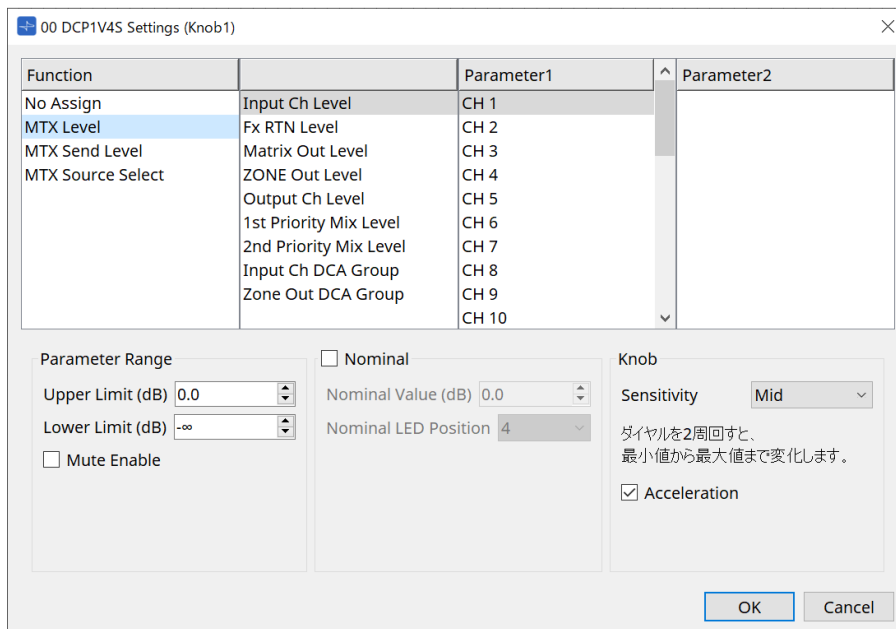 00 DCP1V4S Settings (Knob1)
Function
Parameter1
Parameter2
No Assign
MTX Level
MTX Send Level
MTX Source Select
Input Ch Level
Fx RTN Level
Matrix Out Level
ZONE Out Level
Output Ch Level
1st Priority Mix Level
2nd Priority Mix Level
Input Ch DCA Group
Zone Out DCA Group
CH 1
CH 2
CH 3
CH 4
CH 5
CH 6
CH 7
CH 8
CH 9
CH 10
Parameter Range
Upper Limit (dB) 0.0
Lower Limit (dB) -∞
Mute Enable
Nominal
Nominal Value (dB) 0.0
Nominal LED Position 4
Knob
Sensitivity Mid
ダイヤルを2周回すと、
最小値から最大値まで変化します。
Acceleration
OK
Cancel